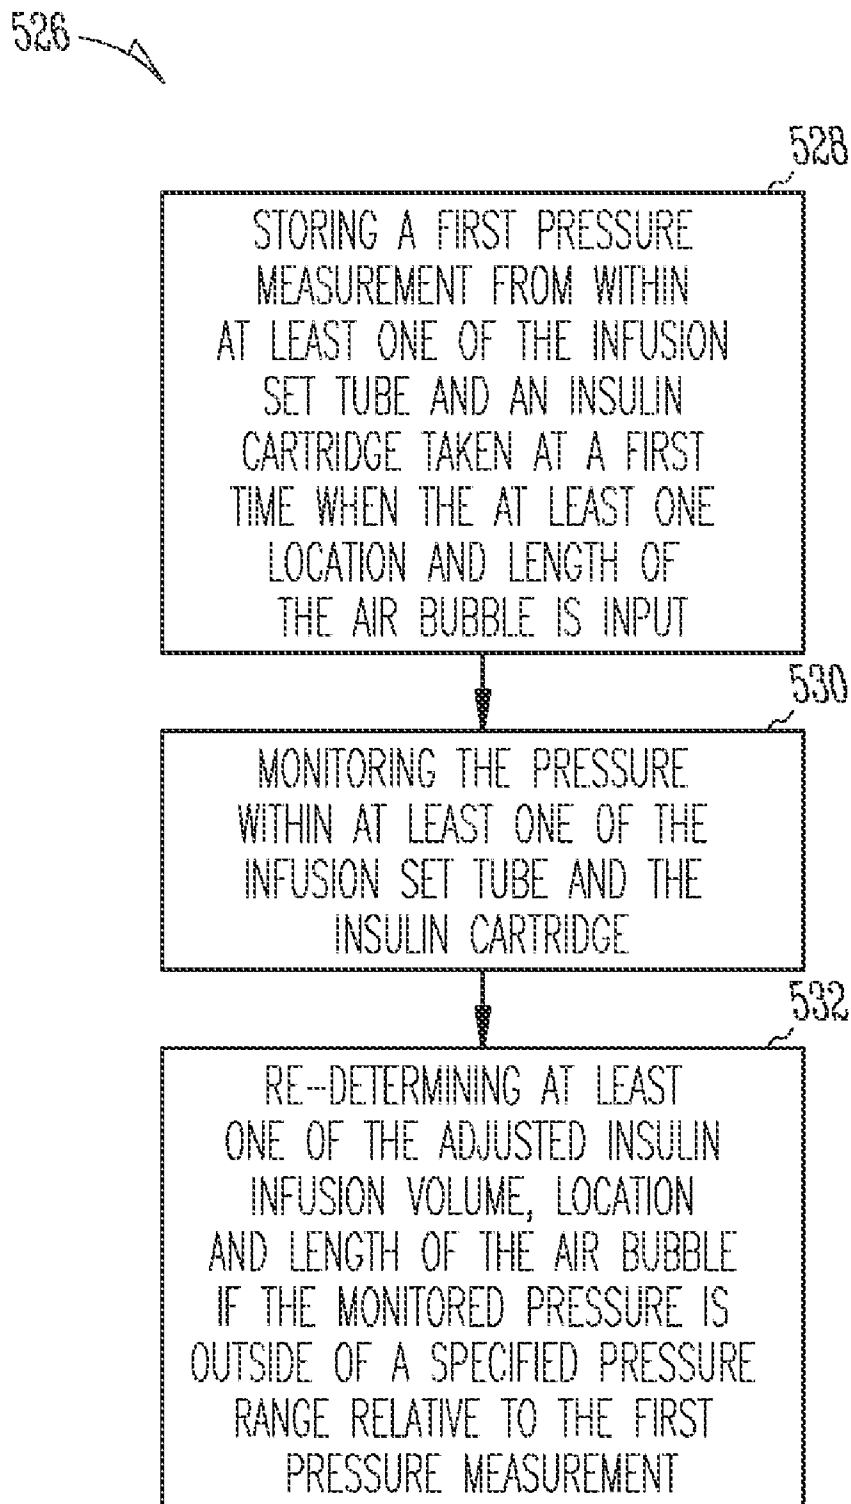 526
528
STORING A FIRST PRESSURE
MEASUREMENT FROM WITHIN
AT LEAST ONE OF THE INFUSION
SET TUBE AND AN INSULIN
CARTRIDGE TAKEN AT A FIRST
TIME WHEN THE AT LEAST ONE
LOCATION AND LENGTH OF
THE AIR BUBBLE IS INPUT
530
MONITORING THE PRESSURE
WITHIN AT LEAST ONE OF THE
INFUSION SET TUBE AND THE
INSULIN CARTRIDGE
532
RE--DETERMINING AT LEAST
ONE OF THE ADJUSTED INSULIN
INFUSION VOLUME, LOCATION
AND LENGTH OF THE AIR BUBBLE
IF THE MONITORED PRESSURE IS
OUTSIDE OF A SPECIFIED PRESSURE
RANGE RELATIVE TO THE FIRST
PRESSURE MEASUREMENT